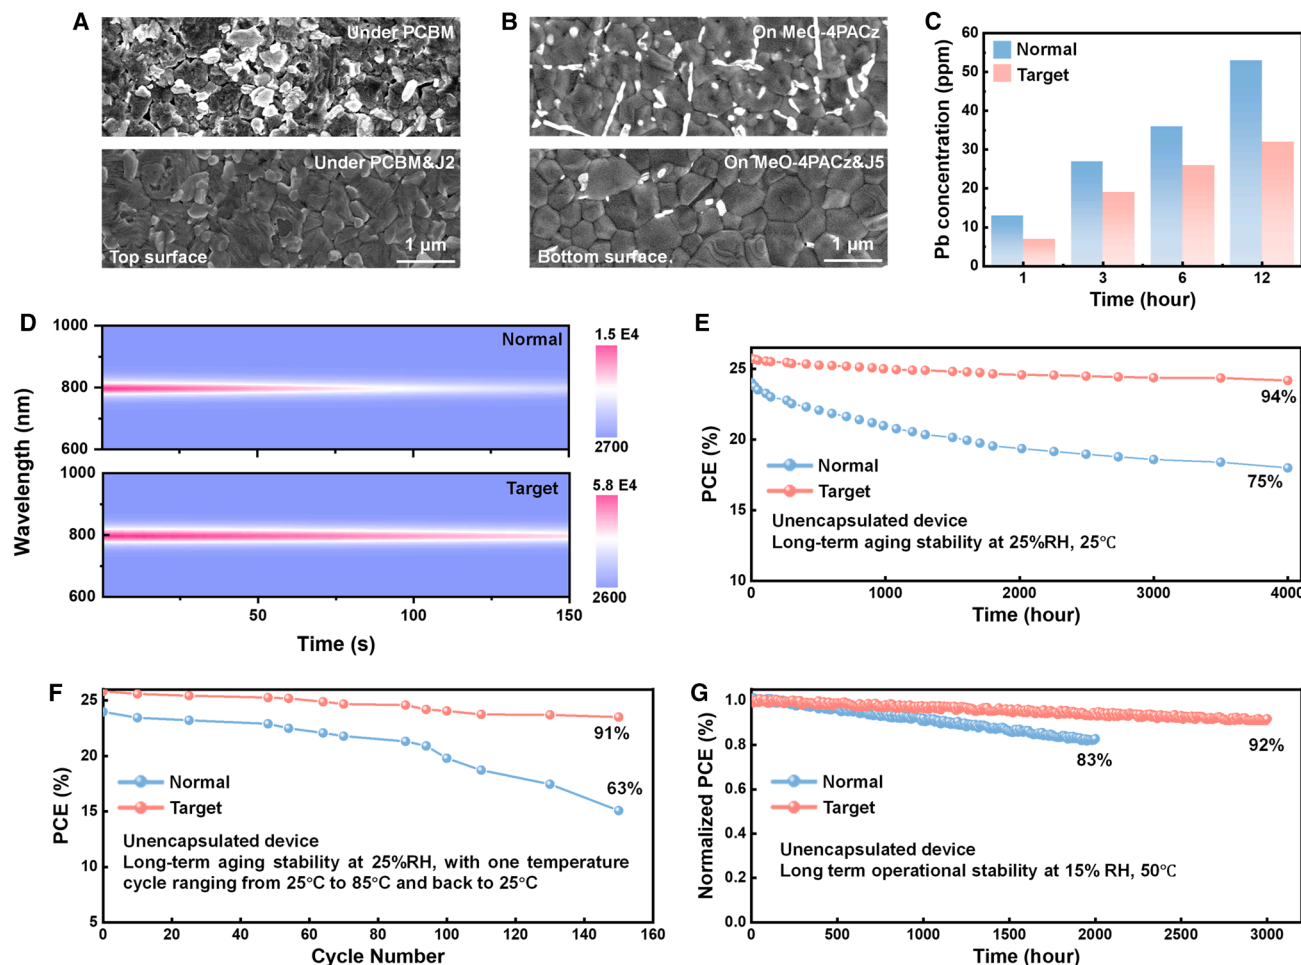 A
Under PCBM
Under PCBM&J2
Top surface
1 μm
B
On MeO-4PACz
On MeO-4PACz&J5
Bottom surface
1 μm
C
Pb concentration (ppm)
60
50
40
30
20
10
0
Normal
Target
1
3
6
12
Time (hour)
D
Wavelength (nm)
1000
800
600
Normal
1.5 E4
2700
1000
800
600
Target
5.8 E4
2600
50
100
150
Time (s)
E
PCE (%)
25
20
15
10
94%
75%
Normal
Target
Unencapsulated device
Long-term aging stability at 25%RH, 25℃
0
1000
2000
3000
4000
Time (hour)
F
PCE (%)
25
20
15
10
5
91%
63%
Normal
Target
Unencapsulated device
Long-term aging stability at 25%RH, with one temperature
cycle ranging from 25°C to 85°C and back to 25°C
0
20
40
60
80
100
120
140
160
Cycle Number
G
Normalized PCE (%)
1.0
0.8
0.6
0.4
0.2
0.0
83%
92%
Normal
Target
Unencapsulated device
Long term operational stability at 15% RH, 50℃
0
500
1000
1500
2000
2500
3000
Time (hour)